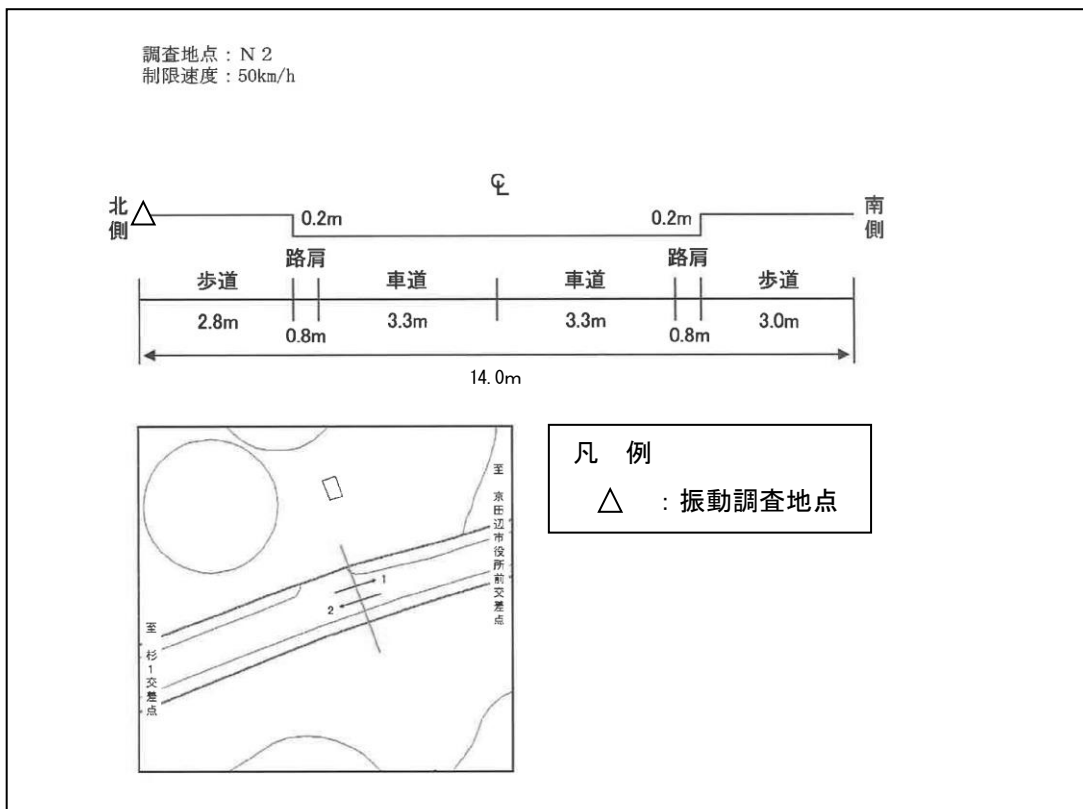 調査地点：Ｎ２
制限速度：50km/h
℄
北側
0.2m
0.2m
南側
路肩
路肩
歩道
車道
車道
歩道
2.8m
0.8m
3.3m
3.3m
0.8m
3.0m
14.0m
至 京田辺市役所前交差点
1
2
至 杉1交差点
凡 例
△ ：振動調査地点